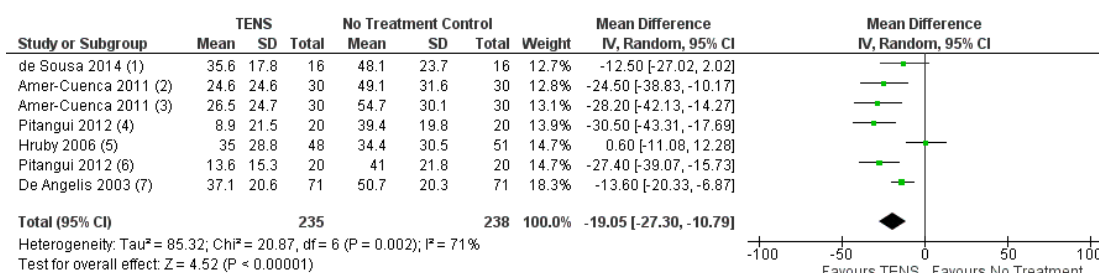 TENS No Treatment Control Mean Difference Mean Difference
Study or Subgroup Mean SD Total Mean SD Total Weight IV, Random, 95% CI IV, Random, 95% CI
de Sousa 2014 (1) 35.6 17.8 16 48.1 23.7 16 12.7% -12.50 [-27.02, 2.02]
Amer-Cuenca 2011 (2) 24.6 24.6 30 49.1 31.6 30 12.8% -24.50 [-38.83, -10.17]
Amer-Cuenca 2011 (3) 26.5 24.7 30 54.7 30.1 30 13.1% -28.20 [-42.13, -14.27]
Pitangui 2012 (4) 8.9 21.5 20 39.4 19.8 20 13.9% -30.50 [-43.31, -17.69]
Hruby 2006 (5) 35 28.8 48 34.4 30.5 51 14.5% 0.60 [-11.08, 12.28]
Pitangui 2012 (6) 13.6 15.3 20 41 21.8 20 14.7% -27.40 [-39.07, -15.73]
De Angelis 2003 (7) 37.1 20.6 71 50.7 20.3 71 18.3% -13.60 [-20.33, -6.87]
Total (95% CI) 235 238 100.0% -19.05 [-27.30, -10.79]
Heterogeneity: Tau² = 85.32; Chi² = 20.87, df = 6 (P = 0.002); I² = 71%
Test for overall effect: Z = 4.52 (P < 0.00001)
-100 -50 0 50 100
Favours TENS Favours No Treatment